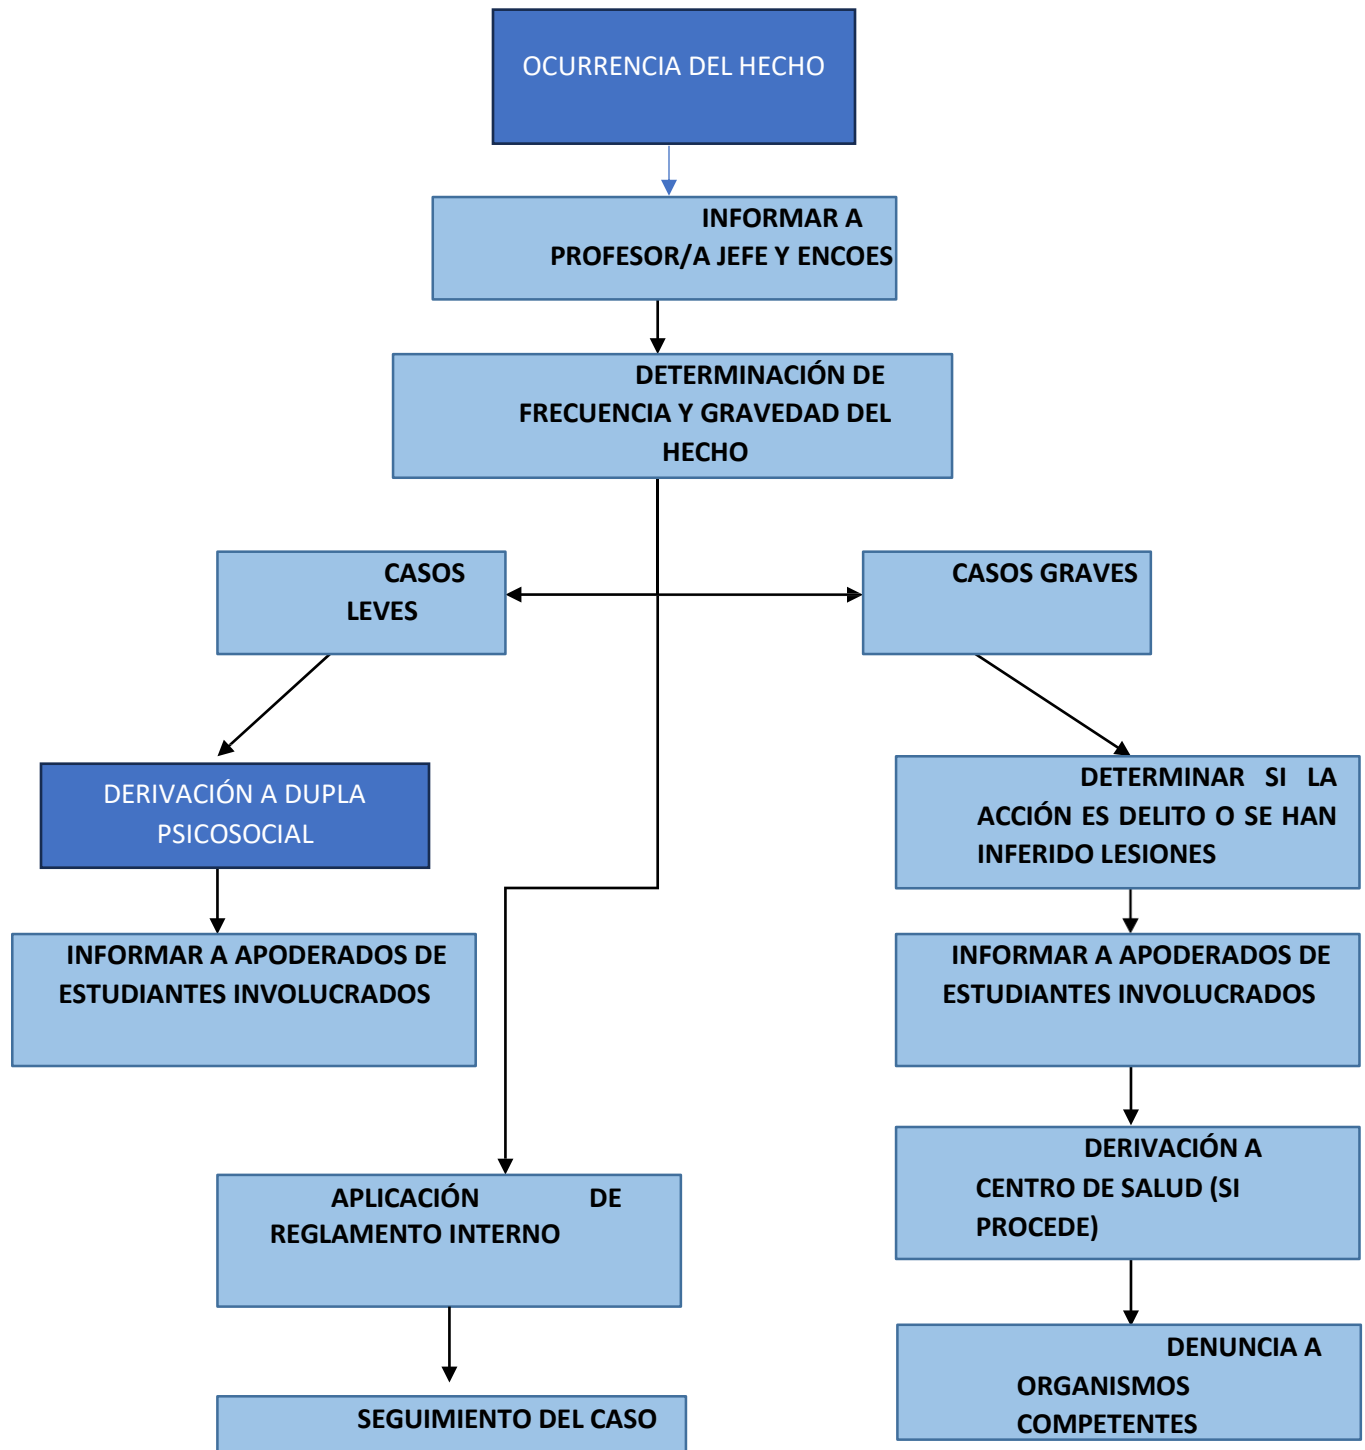 OCURRENCIA DEL HECHO
INFORMAR A
PROFESOR/A JEFE Y ENCOES
DETERMINACIÓN DE
FRECUENCIA Y GRAVEDAD DEL
HECHO
CASOS
LEVES
CASOS GRAVES
DERIVACIÓN A DUPLA
PSICOSOCIAL
DETERMINAR SI LA
ACCIÓN ES DELITO O SE HAN
INFERIDO LESIONES
INFORMAR A APODERADOS DE
ESTUDIANTES INVOLUCRADOS
INFORMAR A APODERADOS DE
ESTUDIANTES INVOLUCRADOS
DERIVACIÓN A
CENTRO DE SALUD (SI
PROCEDE)
APLICACIÓN DE
REGLAMENTO INTERNO
DENUNCIA A
ORGANISMOS
COMPETENTES
SEGUIMIENTO DEL CASO